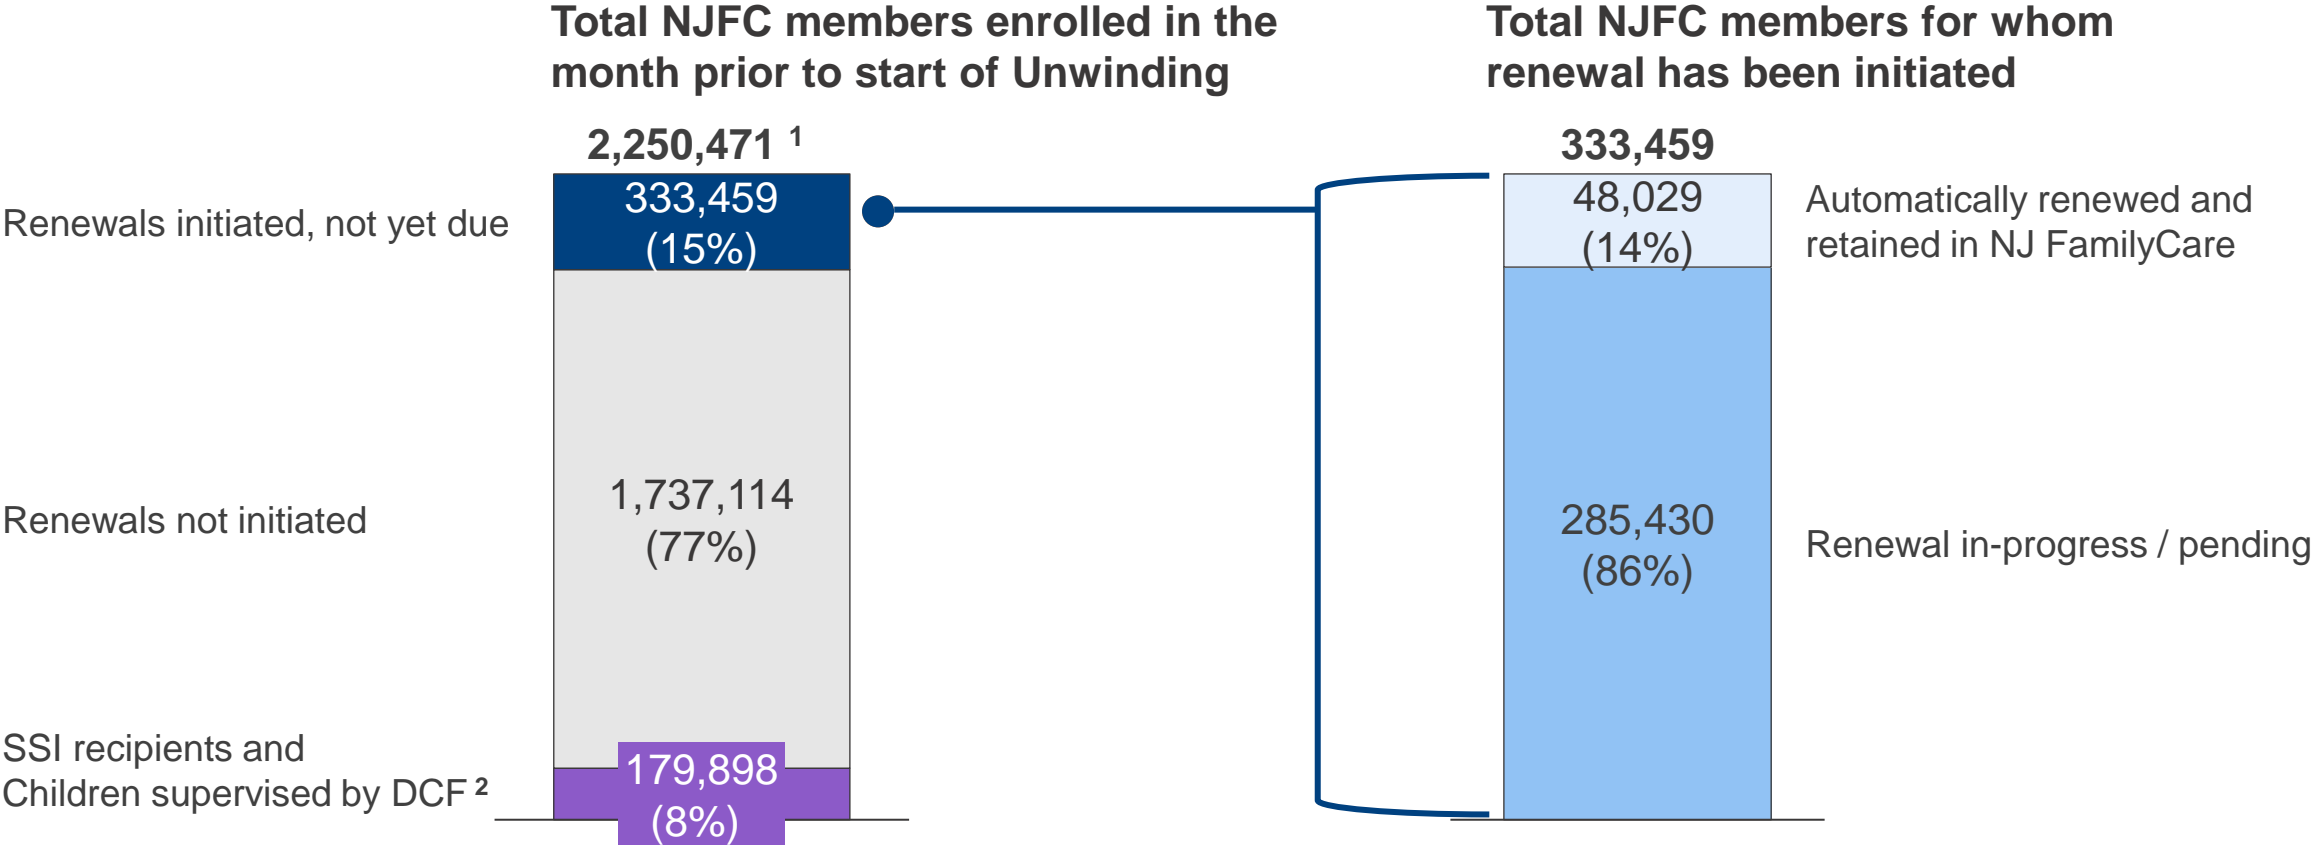 Total NJFC members enrolled in the
month prior to start of Unwinding
2,250,471 1
Renewals initiated, not yet due
333,459
(15%)
Renewals not initiated
1,737,114
(77%)
SSI recipients and
Children supervised by DCF 2
179,898
(8%)
Total NJFC members for whom
renewal has been initiated
333,459
48,029
(14%)
Automatically renewed and
retained in NJ FamilyCare
285,430
(86%)
Renewal in-progress / pending